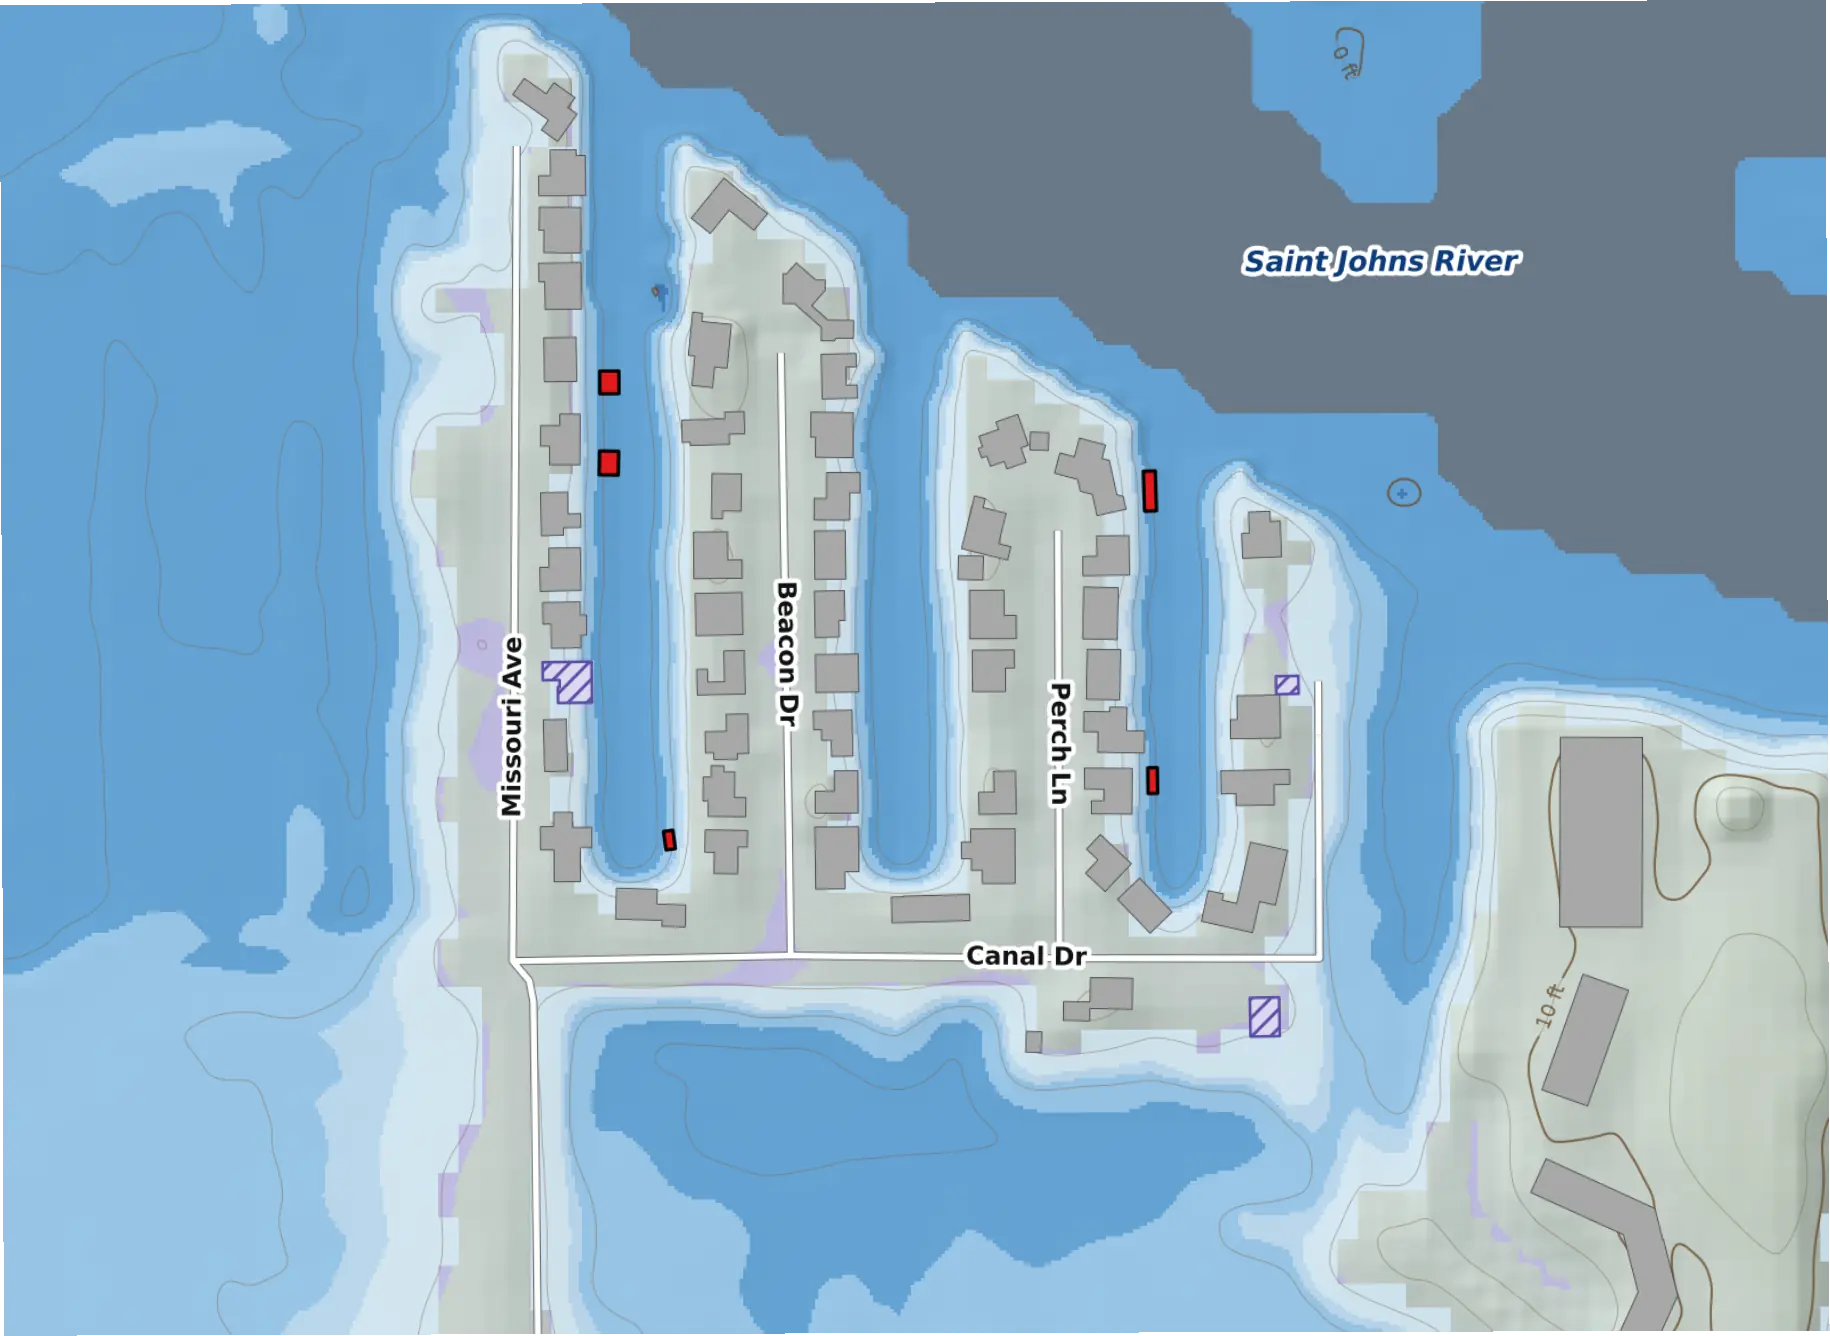 0 ft
Saint Johns River
Missouri Ave
Beacon Dr
Perch Ln
Canal Dr
10 ft